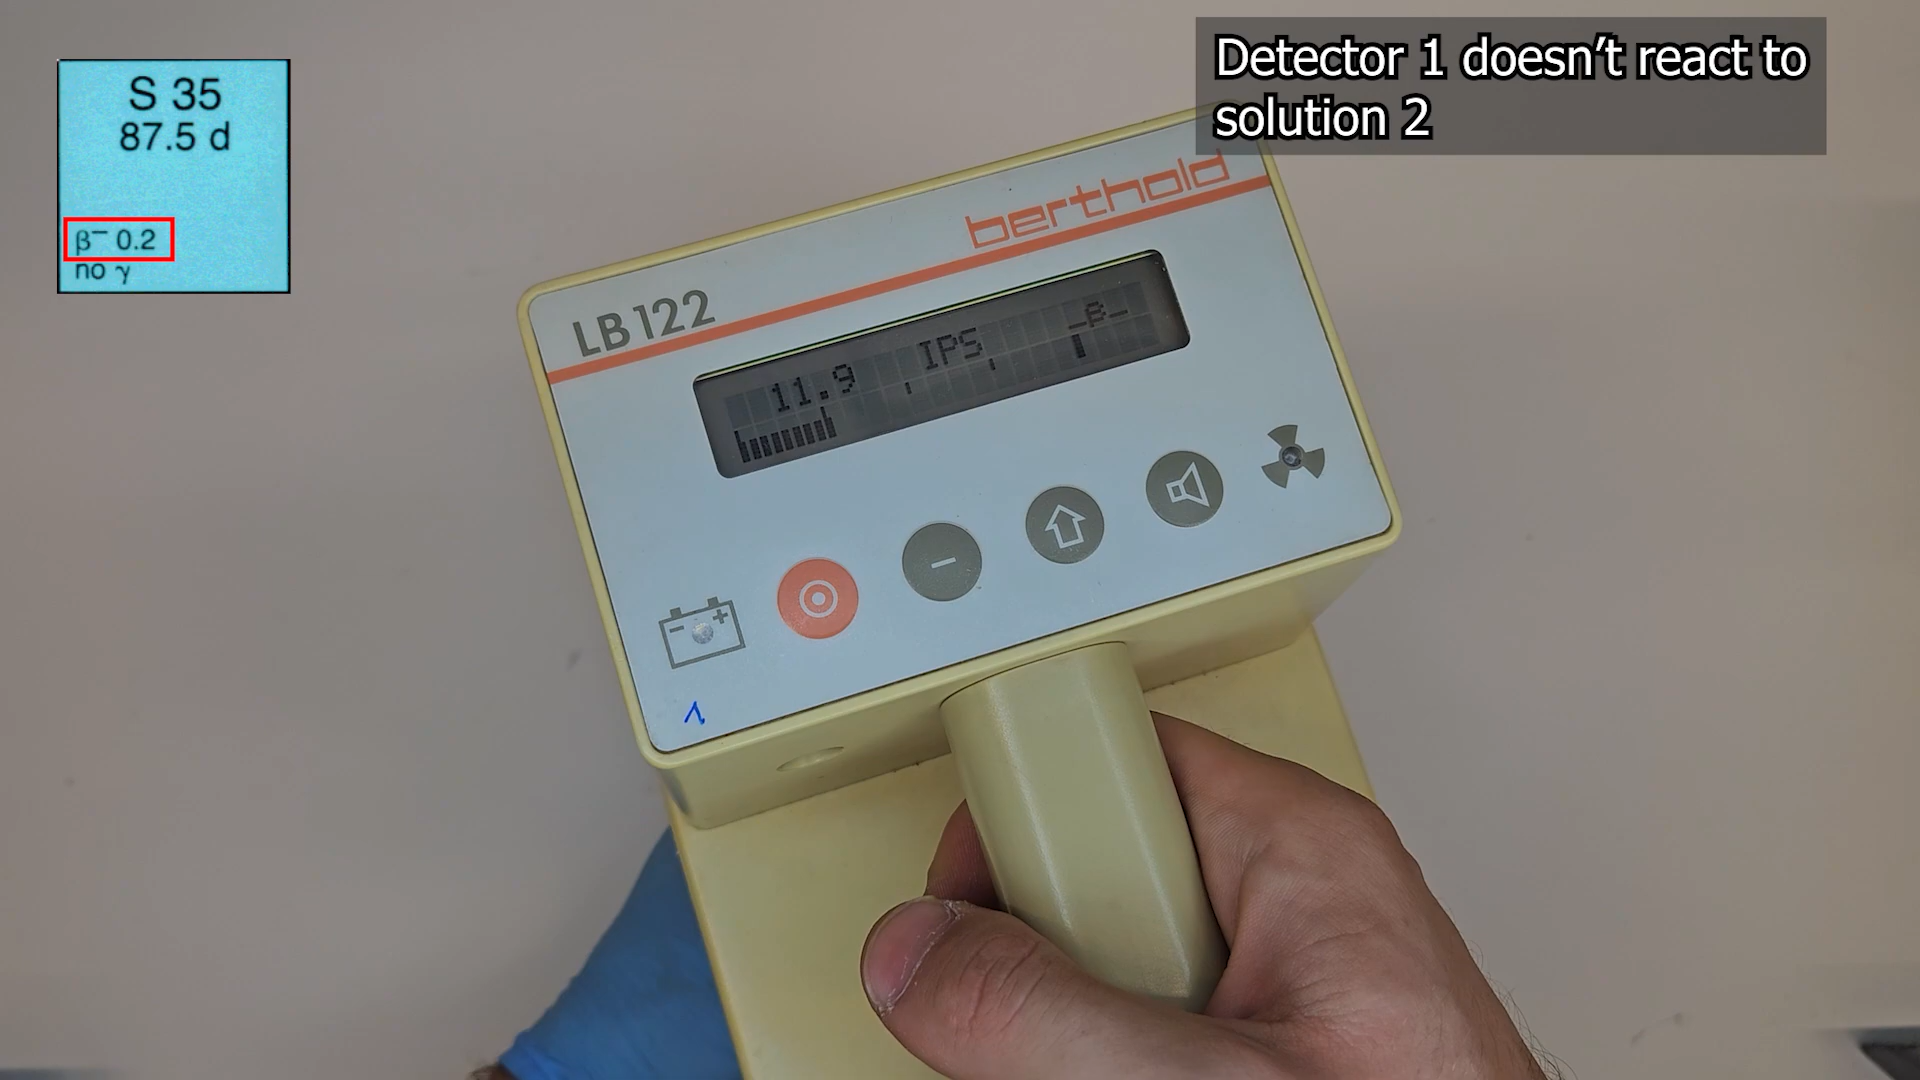 S 35
87.5 d
β⁻ 0.2
no γ
Detector 1 doesn’t react to
solution 2
berthold
LB 122
11.9 IPS _β_
1